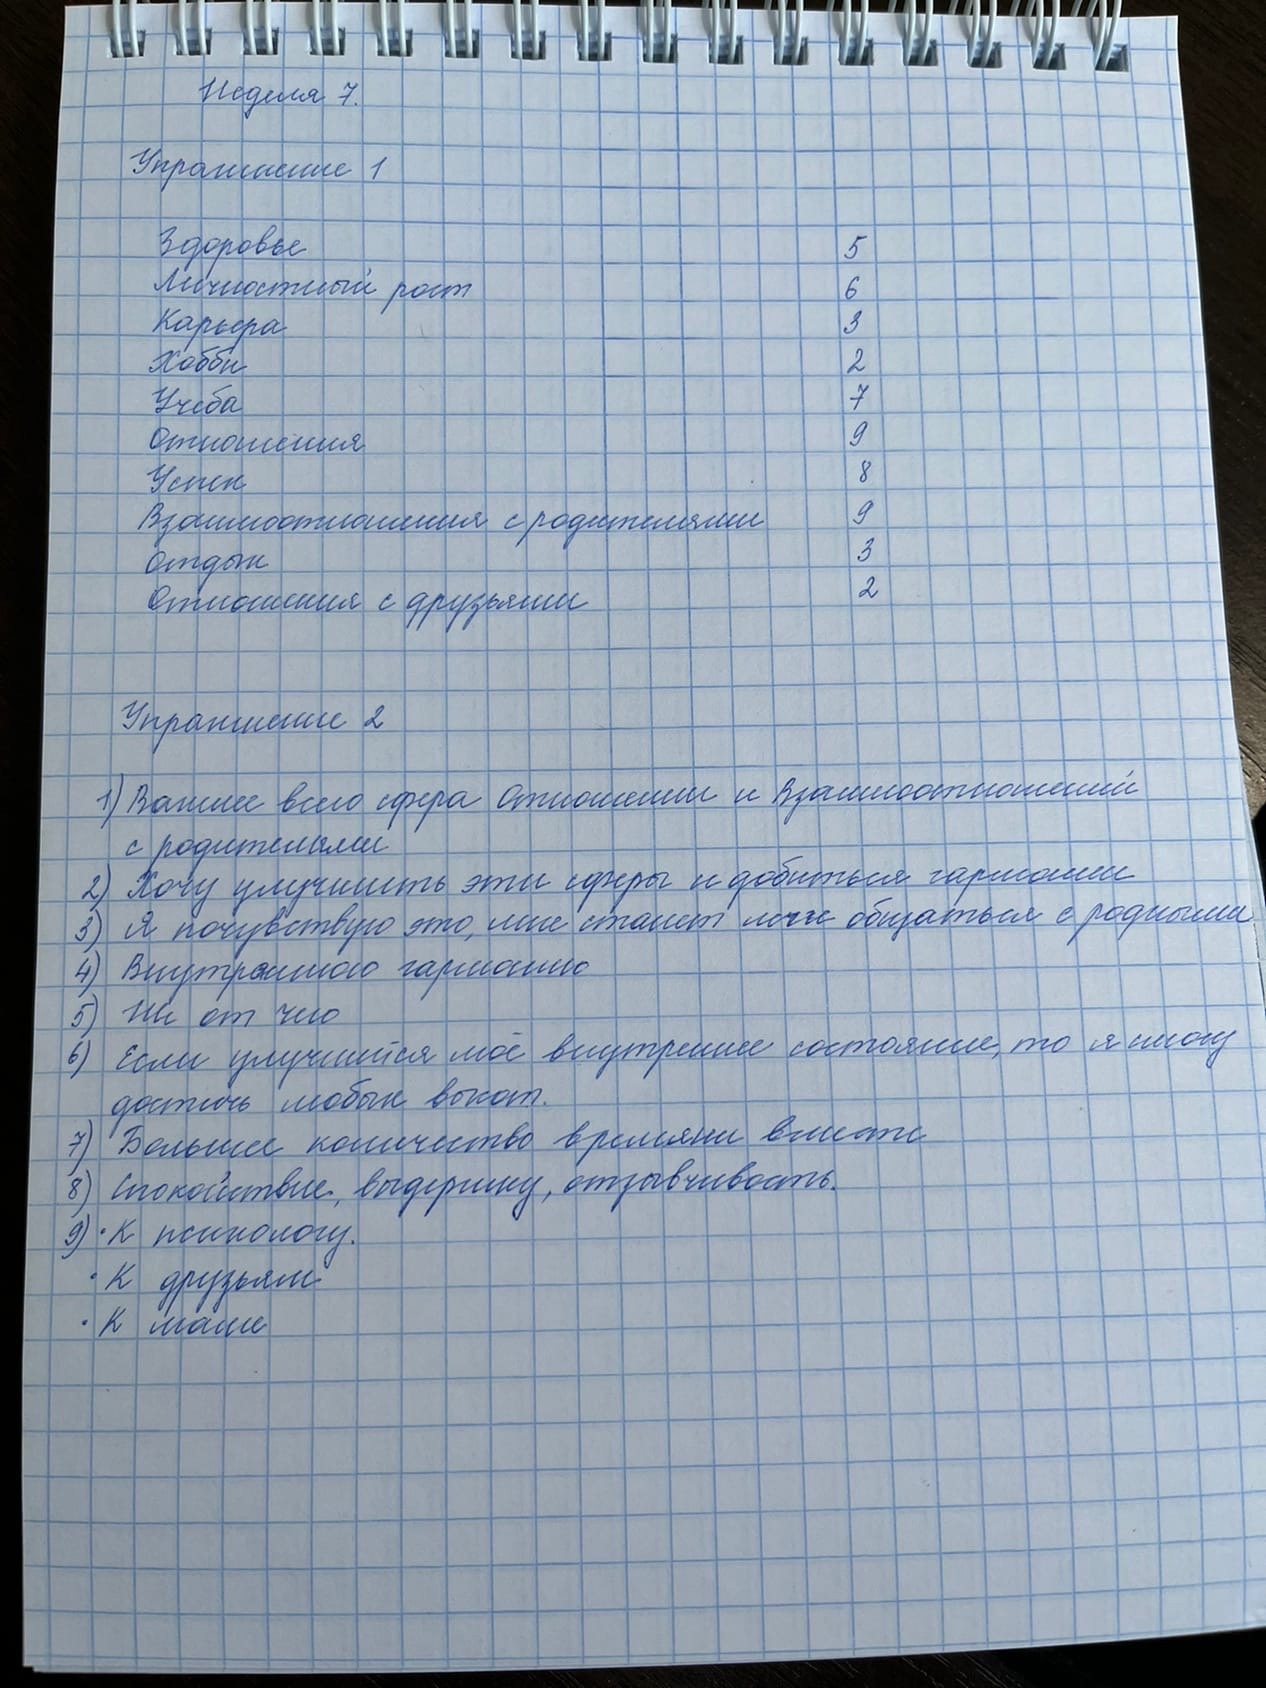 Неделя 7.
Упражнение 1
Здоровье 5
Личностный рост 6
Карьера 3
Хобби 2
Учеба 7
Отношения 9
Успех 8
Взаимоотношения с родителями 9
Отдых 3
Отношения с друзьями 2
Упражнение 2
1) Важнее всего сфера Отношении и Взаимоотношений
с родителями
2) Хочу улучшить эти сферы и добиться гармонии
3) Я почувствую это, мне станет легче общаться с родными
4) Внутреннюю гармонию
5) Ни от чего
6) Если улучшится моё внутреннее состояние, то я смогу
достичь любых высот.
7) Большее количество времяни вместе
8) Спокойствие, выдержку, отзывчивость.
9) • К психологу.
• К друзьям
• К маме